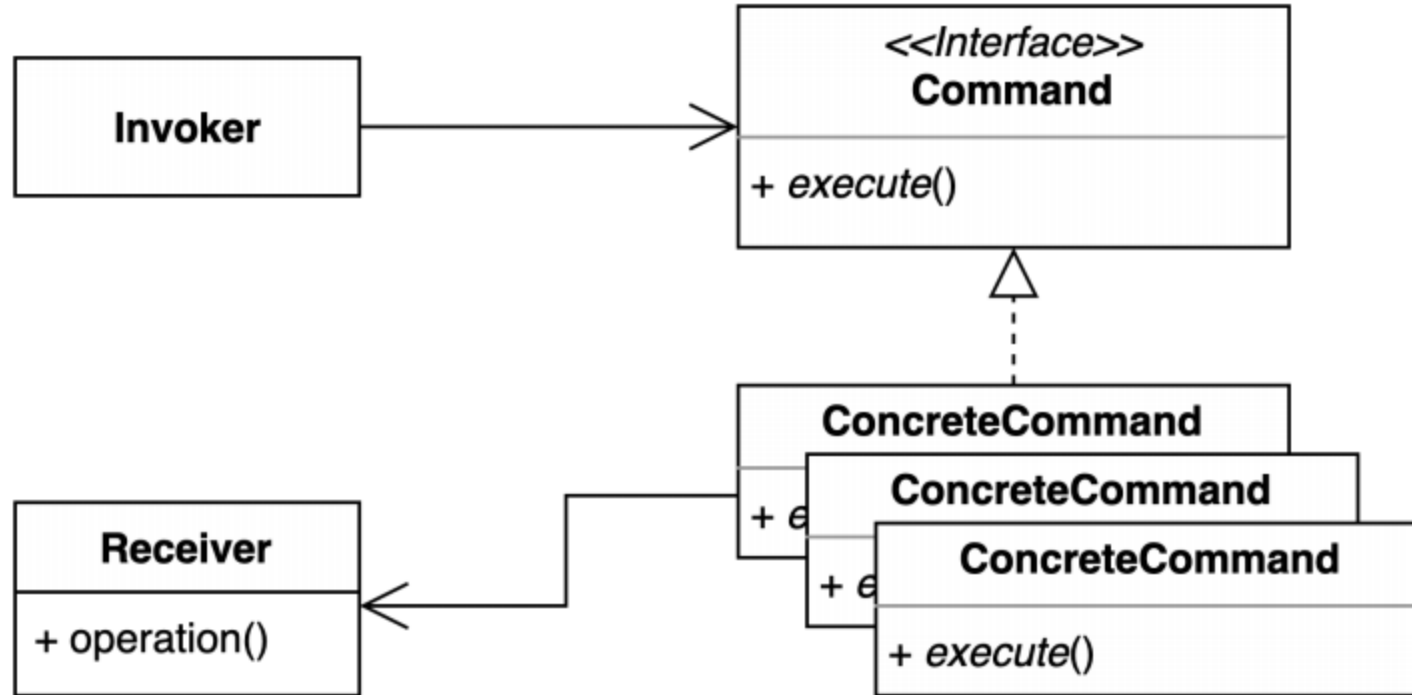 Invoker
<<Interface>>
Command
+ execute()
ConcreteCommand
+ e
ConcreteCommand
+ e
ConcreteCommand
+ execute()
Receiver
+ operation()